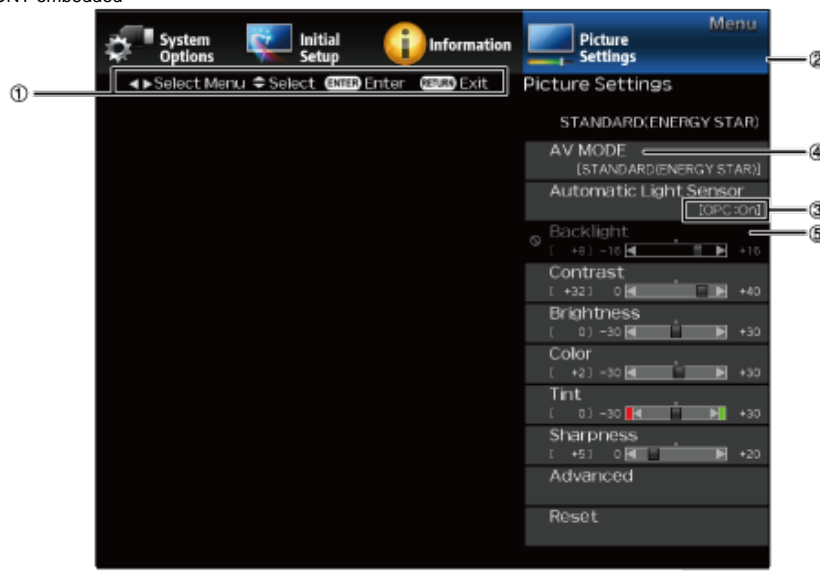 CNT embedded
Menu
System Options
Initial Setup
Information
Picture Settings
②
① ◄►Select Menu Select ENTER Enter RETURN Exit
Picture Settings
STANDARD(ENERGY STAR)
AV MODE ④
[STANDARD(ENERGY STAR)]
Automatic Light Sensor
[OPC:On] ③
Backlight ⑤
[ +8] -16 +16
Contrast
[ +32] 0 +40
Brightness
[ 0] -30 +30
Color
[ +2] -30 +30
Tint
[ 0] -30 +30
Sharpness
[ +5] 0 +20
Advanced
Reset